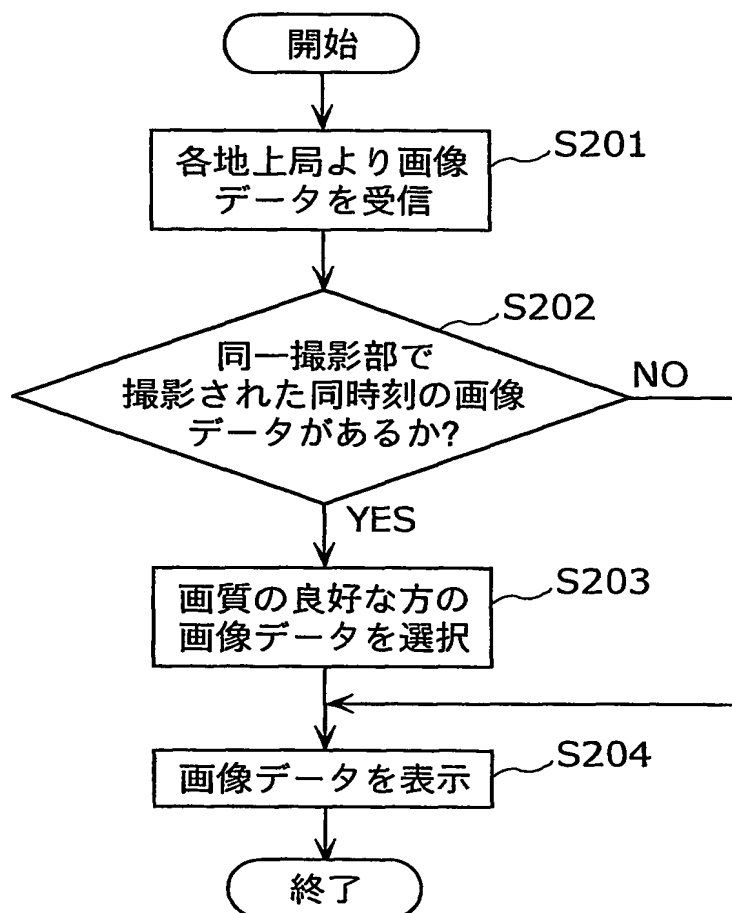 開始
各地上局より画像
データを受信
S201
同一撮影部で
撮影された同時刻の画像
データがあるか?
S202
NO
YES
画質の良好な方の
画像データを選択
S203
画像データを表示
S204
終了